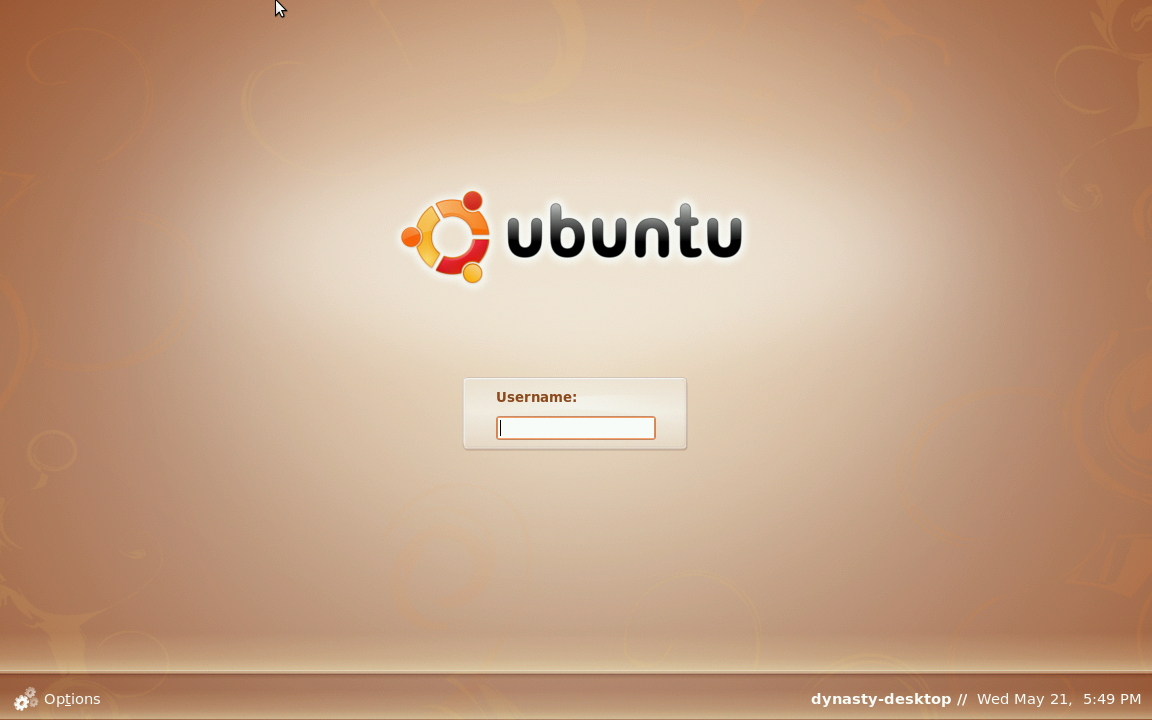 ubuntu
Username:
Options
dynasty-desktop // Wed May 21, 5:49 PM